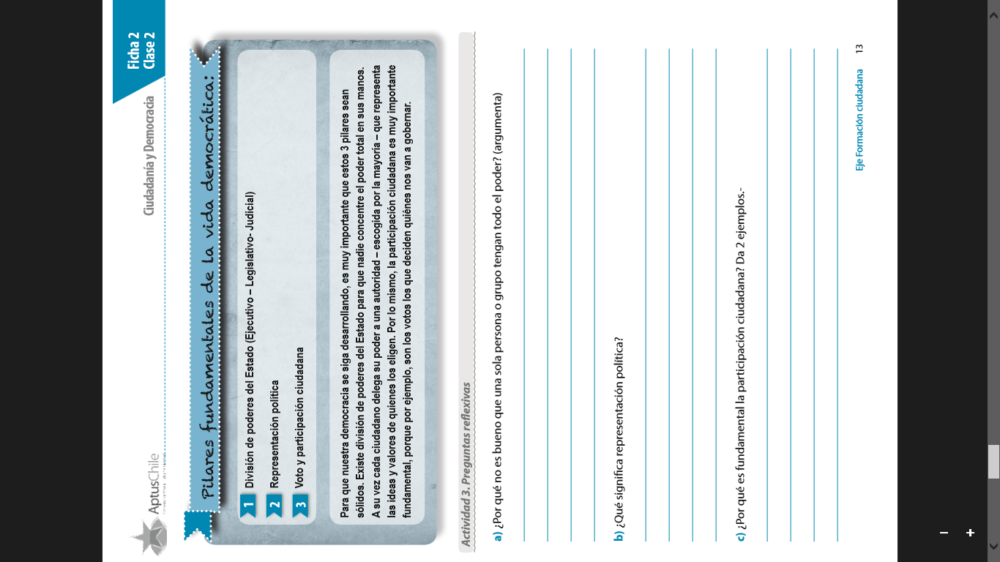 Ficha 2
Clase 2
Ciudadanía y Democracia
AptusChile
Pilares fundamentales de la vida democrática:
1 División de poderes del Estado (Ejecutivo – Legislativo- Judicial)
2 Representación política
3 Voto y participación ciudadana
Para que nuestra democracia se siga desarrollando, es muy importante que estos 3 pilares sean
sólidos. Existe división de poderes del Estado para que nadie concentre el poder total en sus manos.
A su vez cada ciudadano delega su poder a una autoridad – escogida por la mayoría – que representa
las ideas y valores de quienes los eligen. Por lo mismo, la participación ciudadana es muy importante
fundamental, porque por ejemplo, son los votos los que deciden quiénes nos van a gobernar.
Actividad 3. Preguntas reflexivas
a) ¿Por qué no es bueno que una sola persona o grupo tengan todo el poder? (argumenta)
b) ¿Qué significa representación política?
c) ¿Por qué es fundamental la participación ciudadana? Da 2 ejemplos.-
Eje Formación ciudadana 13